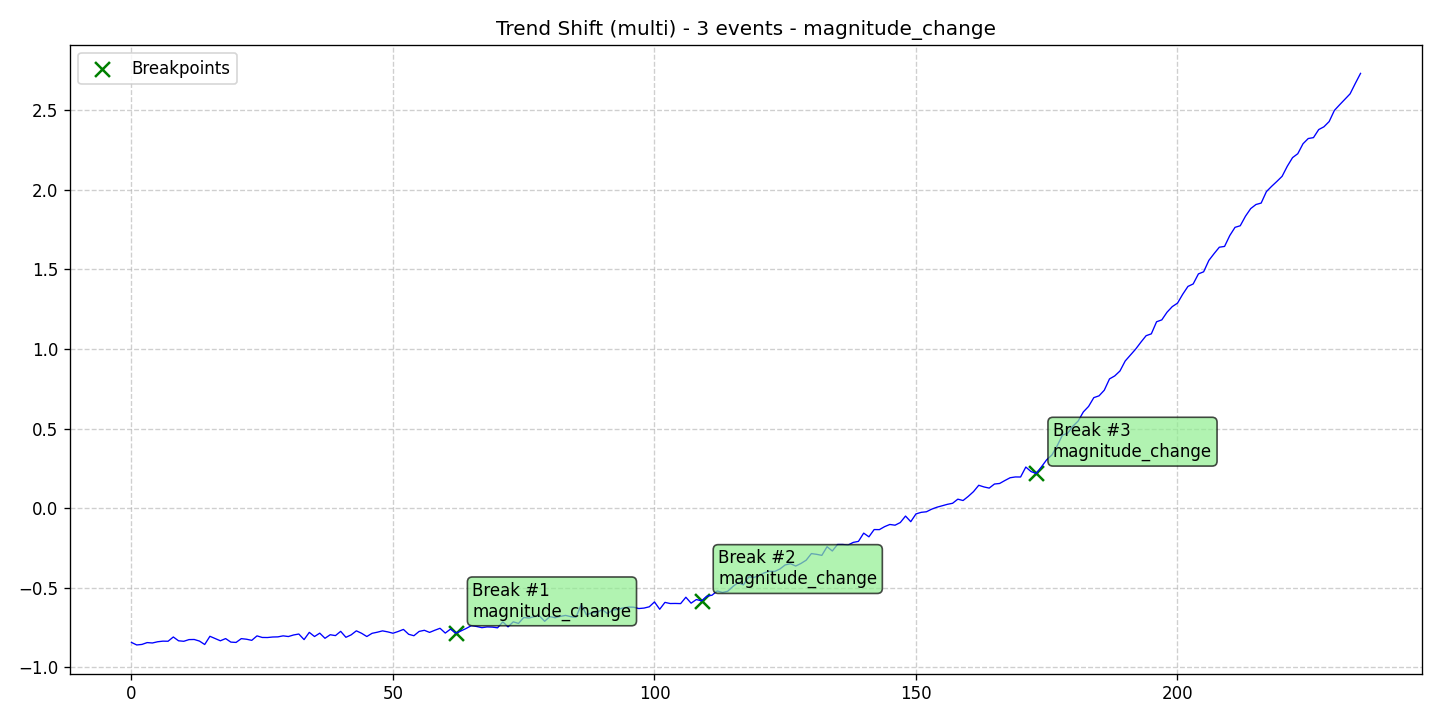 Trend Shift (multi) - 3 events - magnitude_change
Breakpoints
2.5
2.0
1.5
1.0
0.5
0.0
−0.5
−1.0
Break #3
magnitude_change
Break #2
magnitude_change
Break #1
magnitude_change
0
50
100
150
200